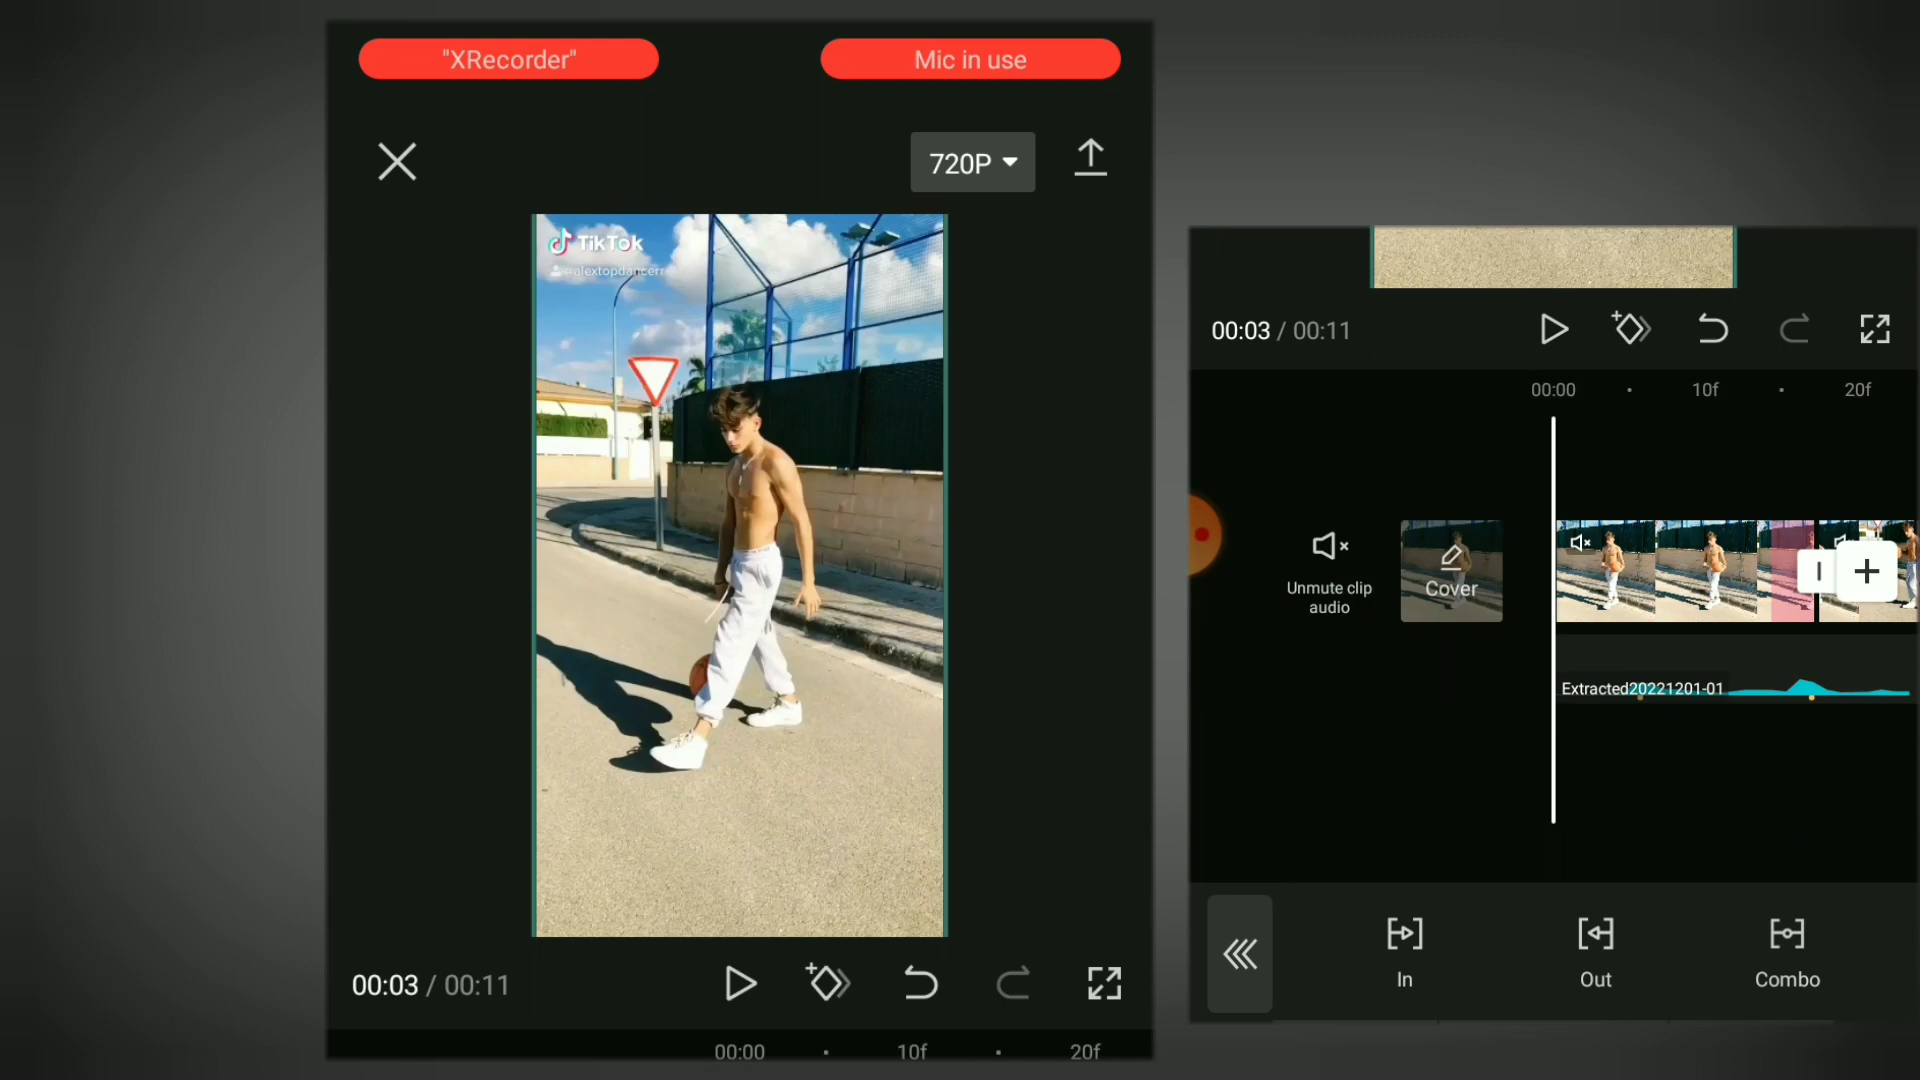 "XRecorder"
Mic in use
720P
TikTok
@alextopdancerr
00:03 / 00:11
00:00
10f
20f
00:03 / 00:11
00:00
10f
20f
Unmute clip
audio
Cover
Extracted20221201-01
In
Out
Combo